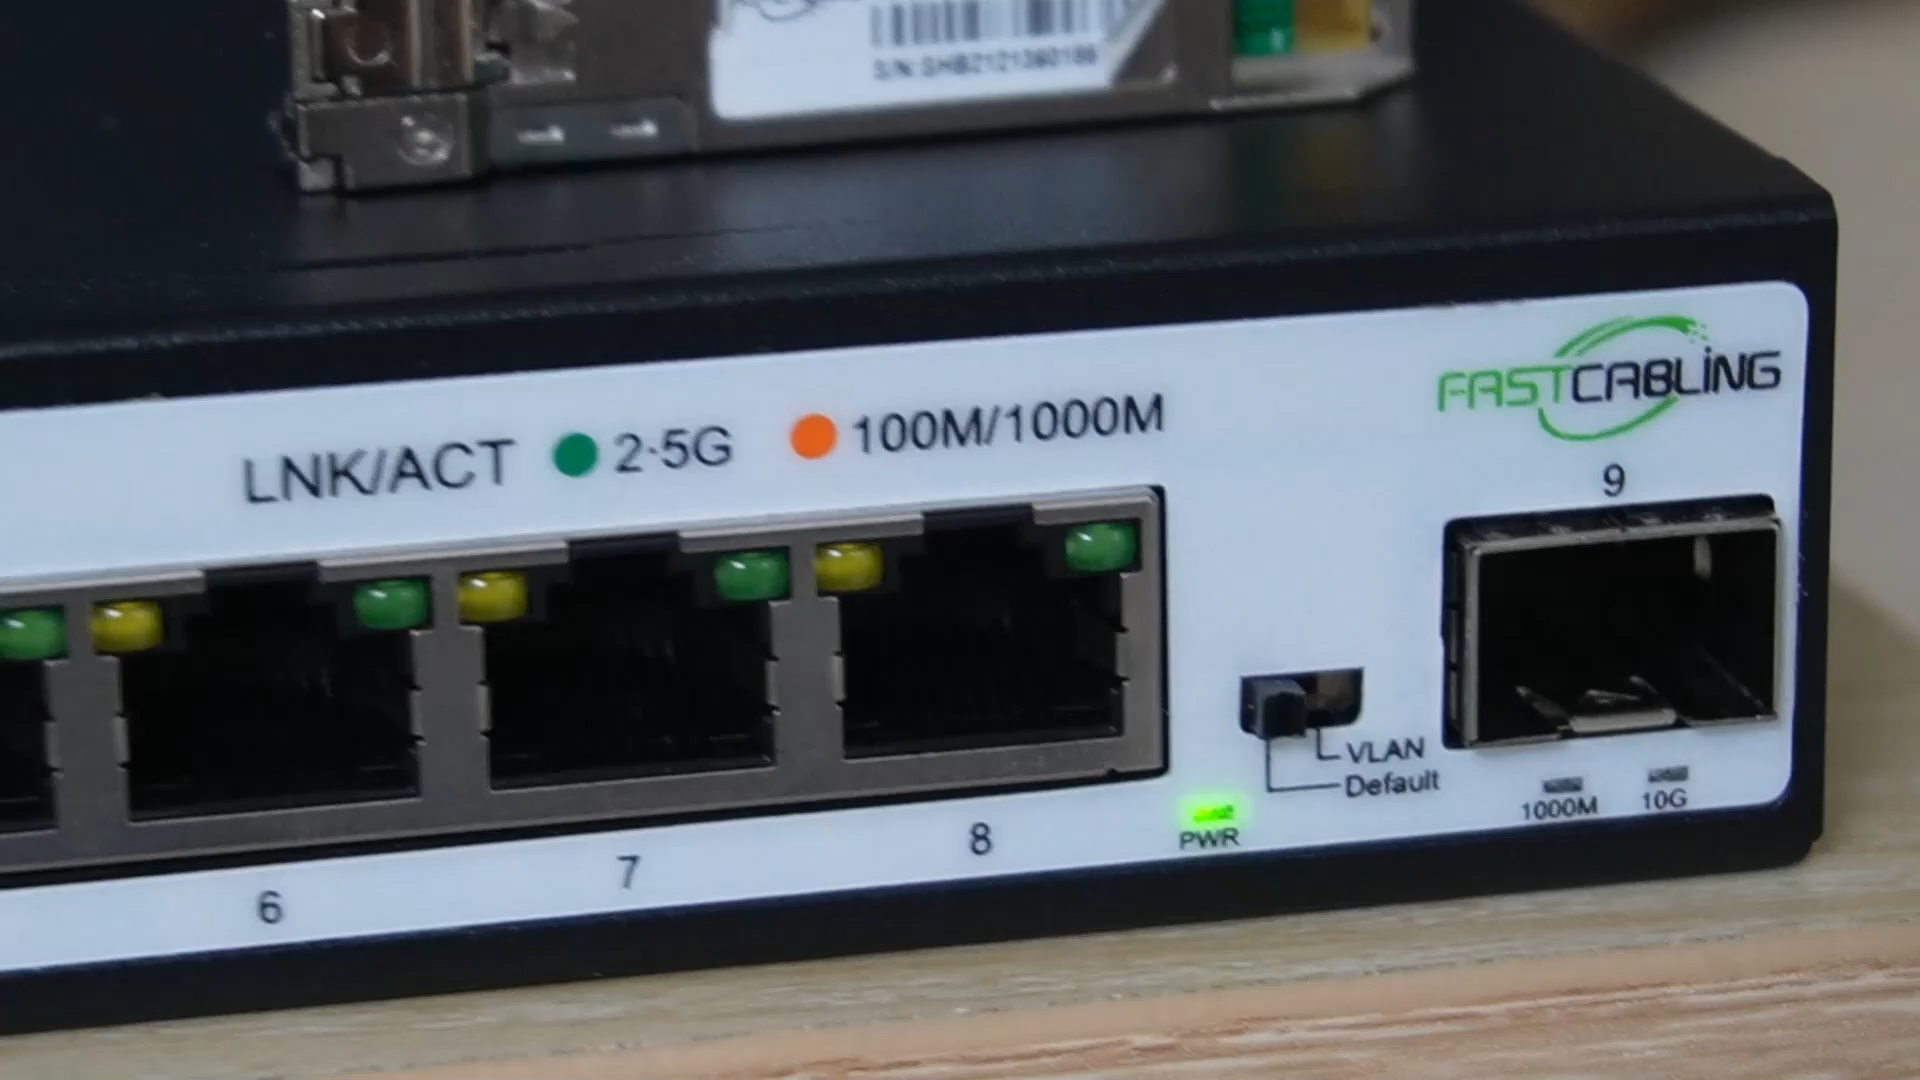 S/N:SHB2121360189
FASTCABLING
LNK/ACT 2.5G 100M/1000M
9
VLAN
Default
1000M 10G
PWR
6 7 8